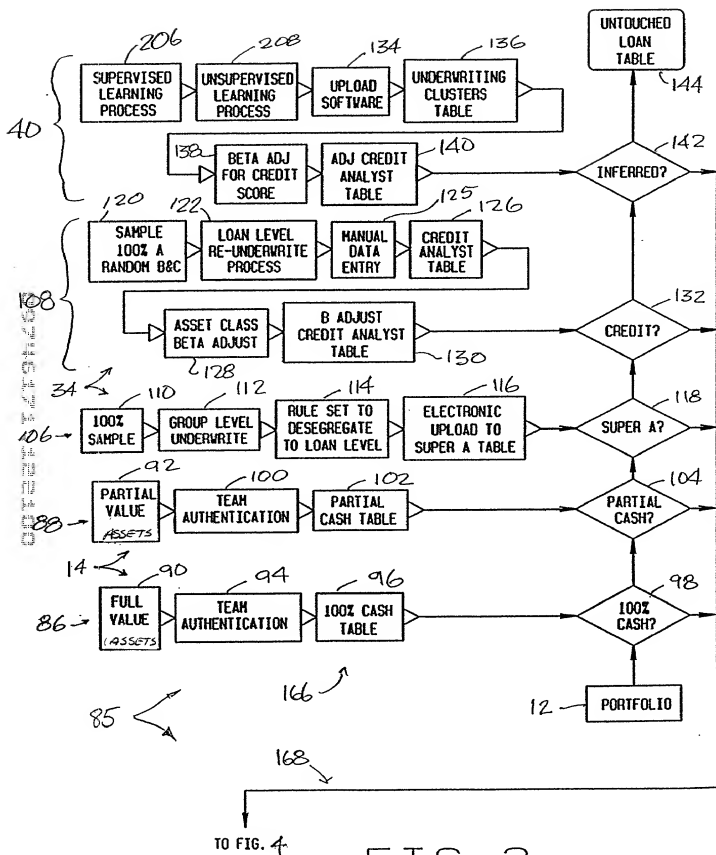 206
208
134
136
UNTOUCHED
LOAN
TABLE
144
SUPERVISED
LEARNING
PROCESS
UNSUPERVISED
LEARNING
PROCESS
UPLOAD
SOFTWARE
UNDERWRITING
CLUSTERS
TABLE
40
138
BETA ADJ
FOR CREDIT
SCORE
ADJ CREDIT
ANALYST
TABLE
140
142
INFERRED?
120
122
125
126
SAMPLE
100% A
RANDOM B&C
LOAN LEVEL
RE-UNDERWRITE
PROCESS
MANUAL
DATA
ENTRY
CREDIT
ANALYST
TABLE
108
ASSET CLASS
BETA ADJUST
128
B ADJUST
CREDIT ANALYST
TABLE
130
132
CREDIT?
34
110
112
114
116
118
106
100%
SAMPLE
GROUP LEVEL
UNDERWRITE
RULE SET TO
DESEGREGATE
TO LOAN LEVEL
ELECTRONIC
UPLOAD TO
SUPER A TABLE
SUPER A?
92
100
102
104
88
PARTIAL
VALUE
ASSETS
TEAM
AUTHENTICATION
PARTIAL
CASH TABLE
PARTIAL
CASH?
14
90
94
96
98
86
FULL
VALUE
ASSETS
TEAM
AUTHENTICATION
100% CASH
TABLE
100%
CASH?
166
85
12
PORTFOLIO
168
TO FIG. 4